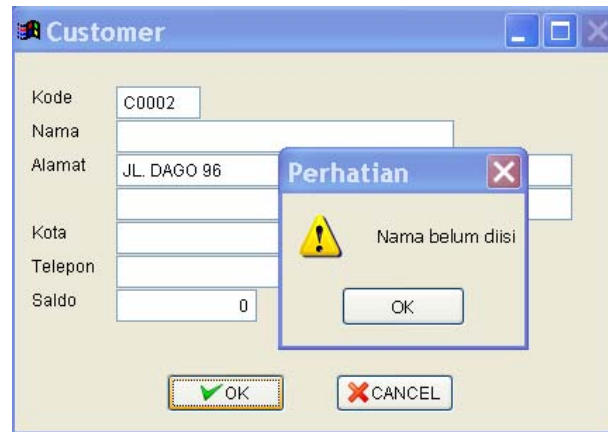 Customer
Kode C0002
Nama
Alamat JL. DAGO 96
Kota
Telepon
Saldo 0
Perhatian
Nama belum diisi
OK
OK CANCEL